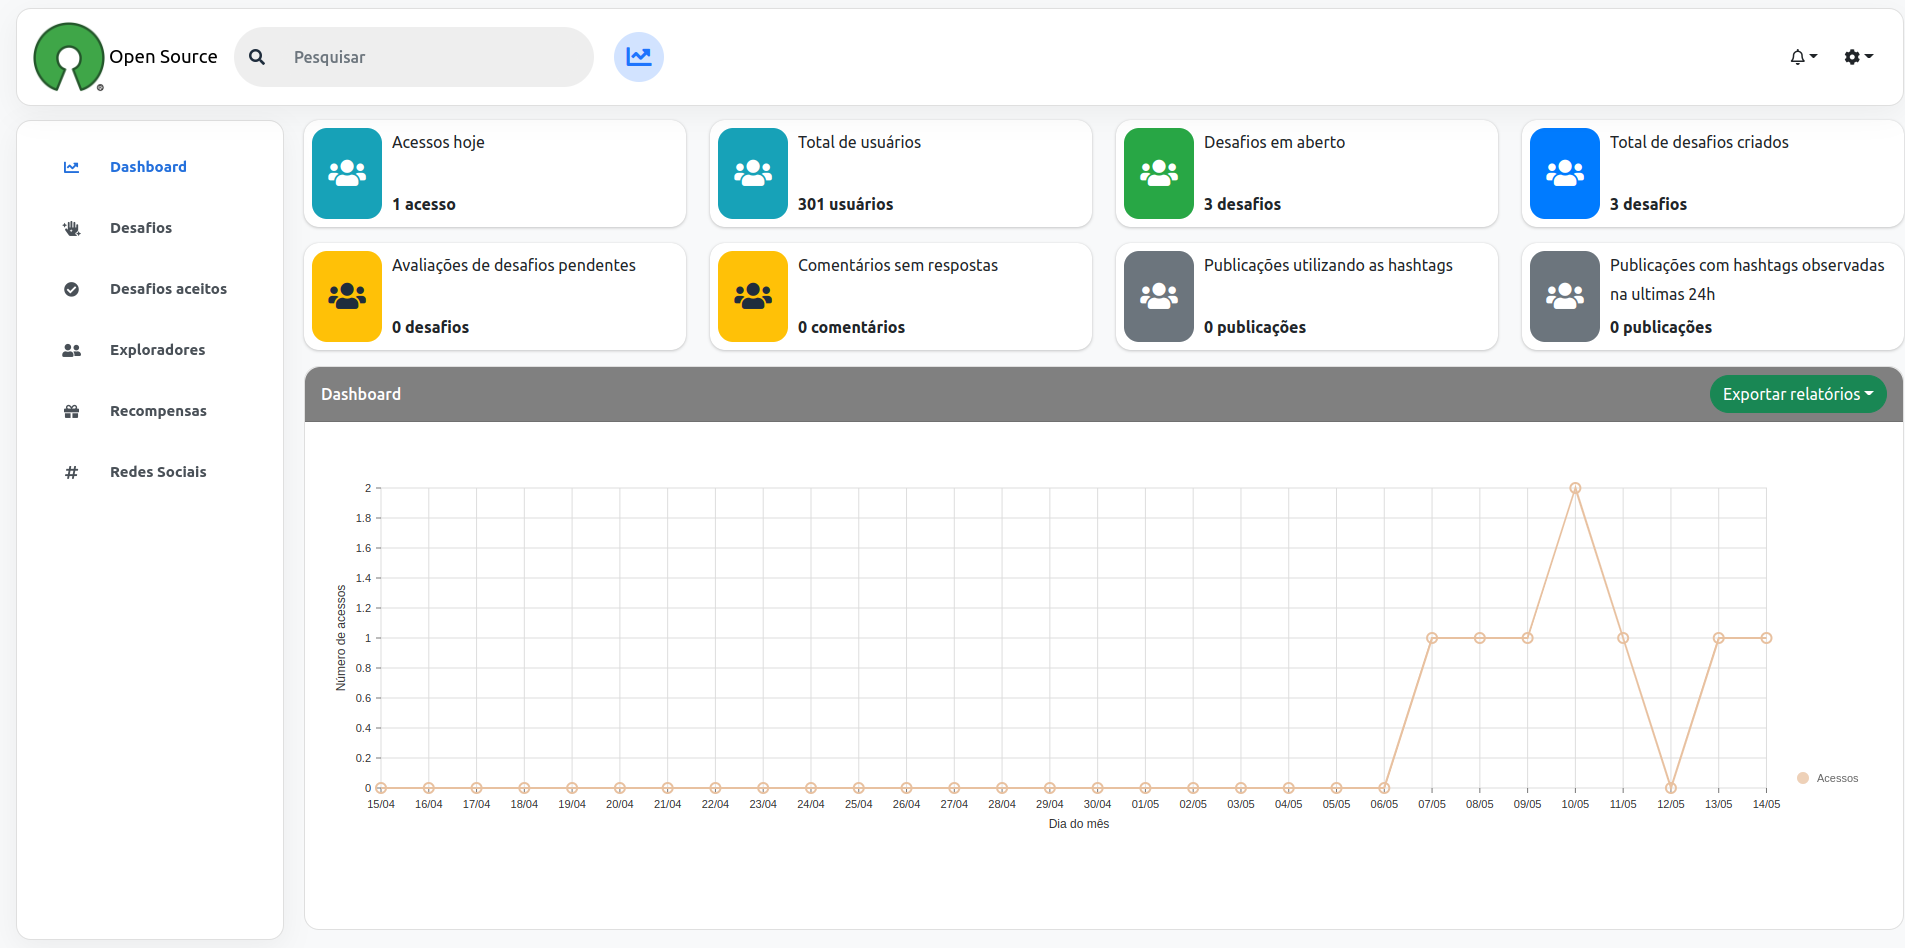 Open Source
Pesquisar
Dashboard
Desafios
Desafios aceitos
Exploradores
Recompensas
# Redes Sociais
Acessos hoje
1 acesso
Total de usuários
301 usuários
Desafios em aberto
3 desafios
Total de desafios criados
3 desafios
Avaliações de desafios pendentes
0 desafios
Comentários sem respostas
0 comentários
Publicações utilizando as hashtags
0 publicações
Publicações com hashtags observadas
na ultimas 24h
0 publicações
Dashboard
Exportar relatórios
Número de acessos
2
1.8
1.6
1.4
1.2
1
0.8
0.6
0.4
0.2
0
15/04 16/04 17/04 18/04 19/04 20/04 21/04 22/04 23/04 24/04 25/04 26/04 27/04 28/04 29/04 30/04 01/05 02/05 03/05 04/05 05/05 06/05 07/05 08/05 09/05 10/05 11/05 12/05 13/05 14/05
Dia do mês
Acessos